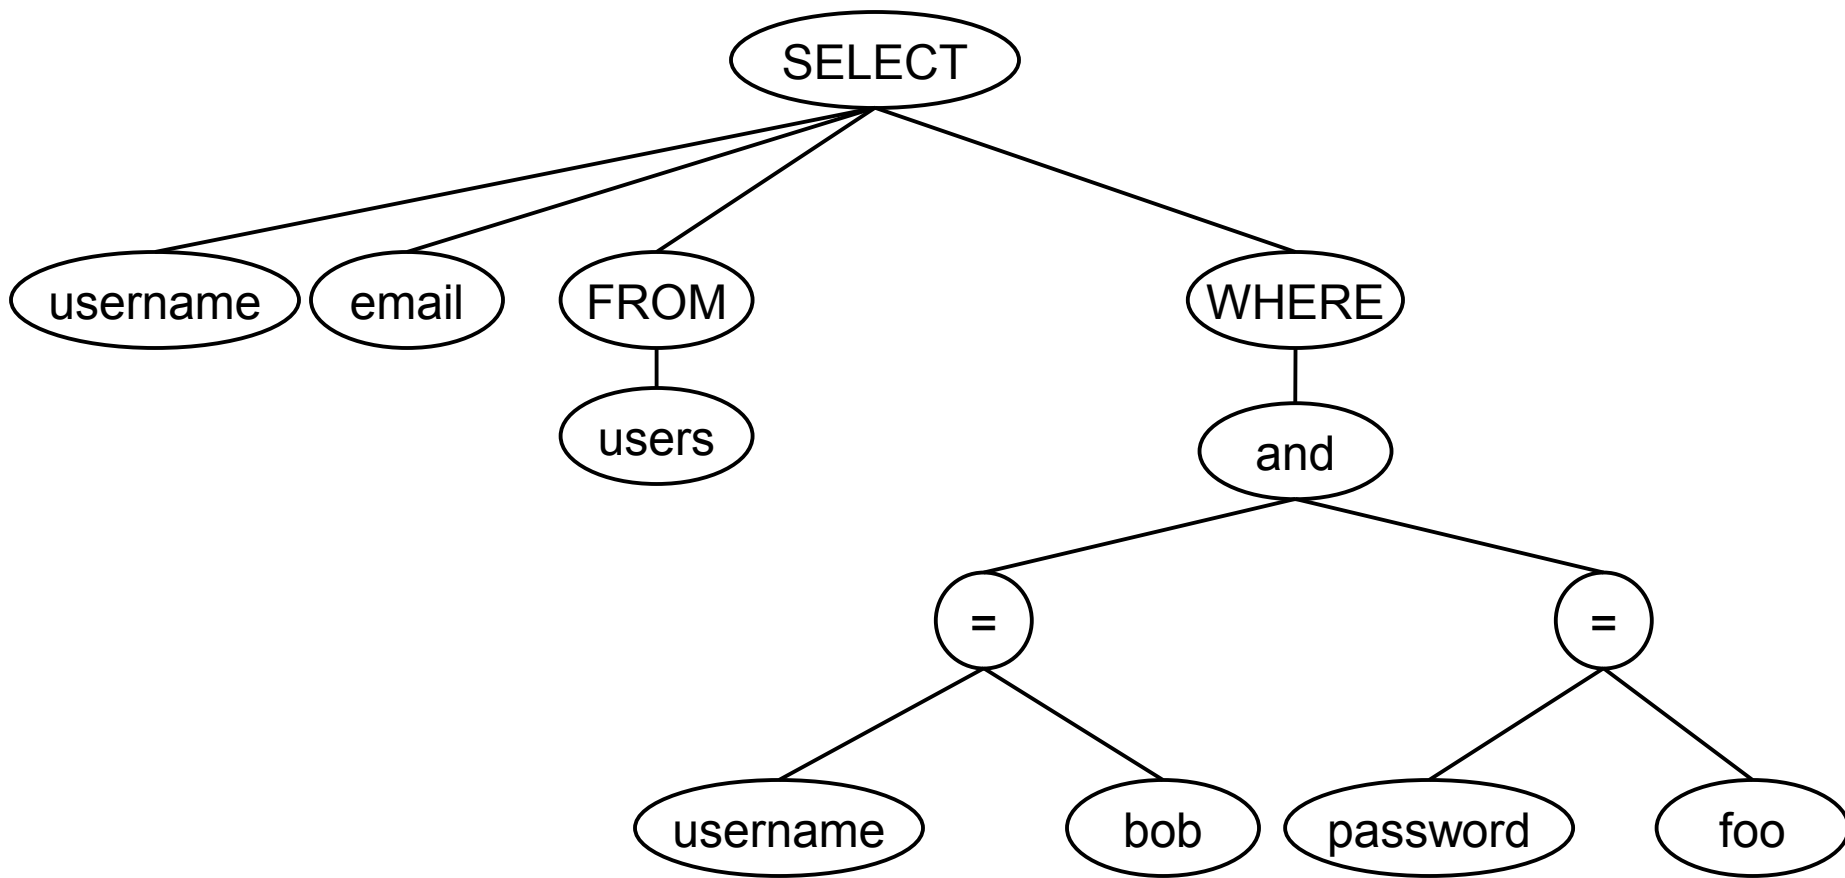 SELECT
username email FROM WHERE
users
and
= =
username bob password foo